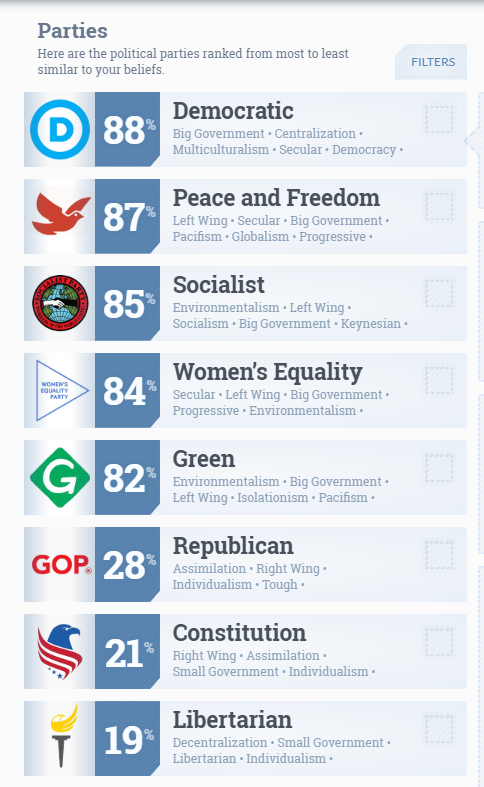 Parties
Here are the political parties ranked from most to least
similar to your beliefs.
FILTERS
D
88%
Democratic
Big Government • Centralization •
Multiculturalism • Secular • Democracy •
87%
Peace and Freedom
Left Wing • Secular • Big Government •
Pacifism • Globalism • Progressive •
85%
Socialist
Environmentalism • Left Wing •
Socialism • Big Government • Keynesian •
WOMEN'S
EQUALITY
PARTY
84%
Women's Equality
Secular • Left Wing • Big Government •
Progressive • Environmentalism •
G
82%
Green
Environmentalism • Big Government •
Left Wing • Isolationism • Pacifism •
GOP®
28%
Republican
Assimilation • Right Wing •
Individualism • Tough •
21%
Constitution
Right Wing • Assimilation •
Small Government • Individualism •
19%
Libertarian
Decentralization • Small Government •
Libertarian • Individualism •